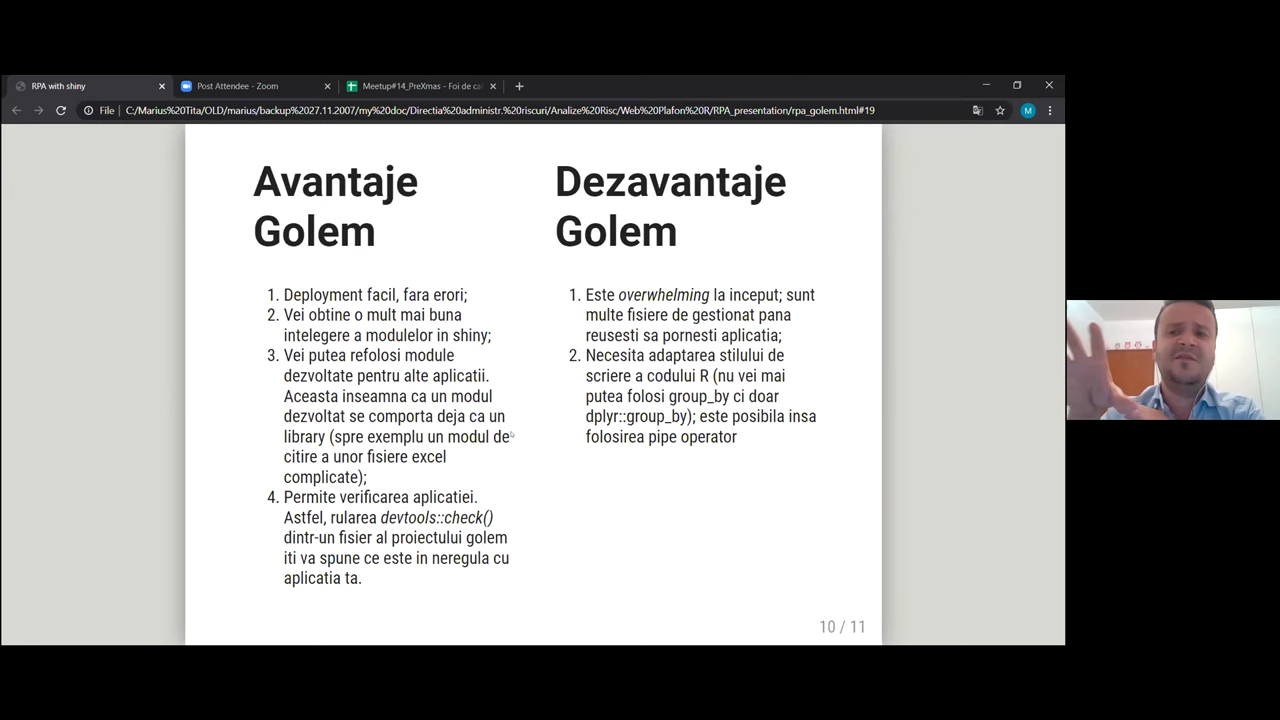 RPA with shiny
Post Attendee - Zoom
Meetup#14_PreXmas - Foi de ca
File
C:/Marius%20Tita/OLD/marius/backup%2027.11.2007/my%20doc/Directia%20administr.%20riscuri/Analize%20Risc/Web%20Plafon%20R/RPA_presentation/rpa_golem.html#19
M
Avantaje
Golem
1. Deployment facil, fara erori;
2. Vei obtine o mult mai buna
intelegere a modulelor in shiny;
3. Vei putea refolosi module
dezvoltate pentru alte aplicatii.
Aceasta inseamna ca un modul
dezvoltat se comporta deja ca un
library (spre exemplu un modul de
citire a unor fisiere excel
complicate);
4. Permite verificarea aplicatiei.
Astfel, rularea devtools::check()
dintr-un fisier al proiectului golem
iti va spune ce este in neregula cu
aplicatia ta.
Dezavantaje
Golem
1. Este overwhelming la inceput; sunt
multe fisiere de gestionat pana
reusesti sa pornesti aplicatia;
2. Necesita adaptarea stilului de
scriere a codului R (nu vei mai
putea folosi group_by ci doar
dplyr::group_by); este posibila insa
folosirea pipe operator
10 / 11